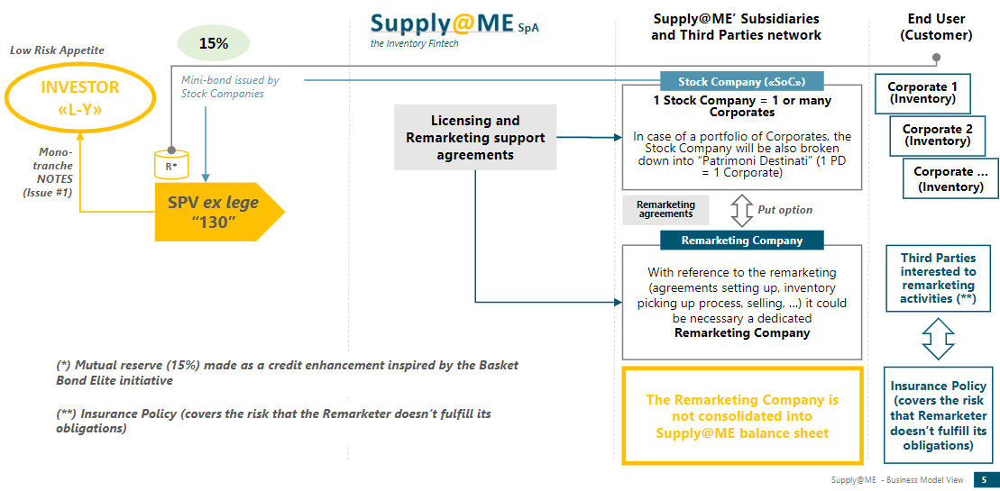 Supply@ME SpA
the Inventory Fintech
Supply@ME’ Subsidiaries
and Third Parties network
End User
(Customer)
Low Risk Appetite
15%
INVESTOR
«L-Y»
Mini-bond issued by
Stock Companies
Mono-
tranche
NOTES
(Issue #1)
R*
SPV ex lege
“130”
Licensing and
Remarketing support
agreements
Stock Company («SoC»)
1 Stock Company = 1 or many
Corporates
In case of a portfolio of Corporates, the
Stock Company will be also broken
down into “Patrimoni Destinati” (1 PD
= 1 Corporate)
Remarketing
agreements
Put option
Remarketing Company
With reference to the remarketing
(agreements setting up, inventory
picking up process, selling, …) it could
be necessary a dedicated
Remarketing Company
The Remarketing Company is
not consolidated into
Supply@ME balance sheet
Corporate 1
(Inventory)
Corporate 2
(Inventory)
Corporate …
(Inventory)
Third Parties
interested to
remarketing
activities (**)
Insurance Policy
(covers the risk
that Remarketer
doesn’t fulfill its
obligations)
(*) Mutual reserve (15%) made as a credit enhancement inspired by the Basket
Bond Elite initiative
(**) Insurance Policy (covers the risk that the Remarketer doesn’t fulfill its
obligations)
Supply@ME - Business Model View 5